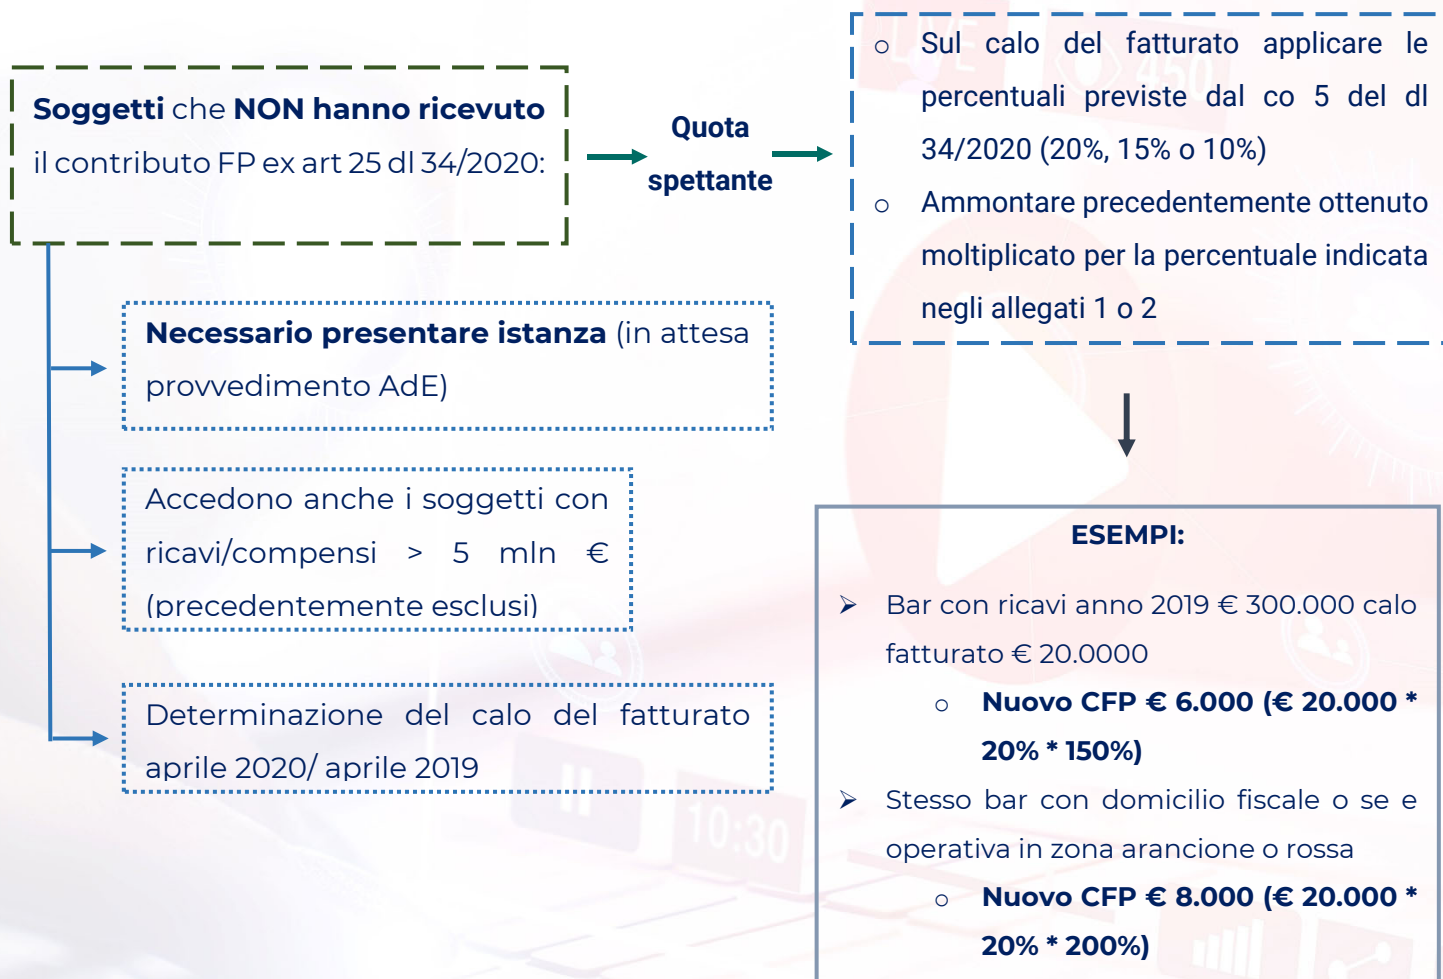 Soggetti che NON hanno ricevuto
il contributo FP ex art 25 dl 34/2020:
Quota
spettante
o Sul calo del fatturato applicare le
percentuali previste dal co 5 del dl
34/2020 (20%, 15% o 10%)
o Ammontare precedentemente ottenuto
moltiplicato per la percentuale indicata
negli allegati 1 o 2
Necessario presentare istanza (in attesa
provvedimento AdE)
Accedono anche i soggetti con
ricavi/compensi > 5 mln €
(precedentemente esclusi)
Determinazione del calo del fatturato
aprile 2020/ aprile 2019
ESEMPI:
➢ Bar con ricavi anno 2019 € 300.000 calo
fatturato € 20.0000
o Nuovo CFP € 6.000 (€ 20.000 *
20% * 150%)
➢ Stesso bar con domicilio fiscale o se e
operativa in zona arancione o rossa
o Nuovo CFP € 8.000 (€ 20.000 *
20% * 200%)
LIVE
450
10:30